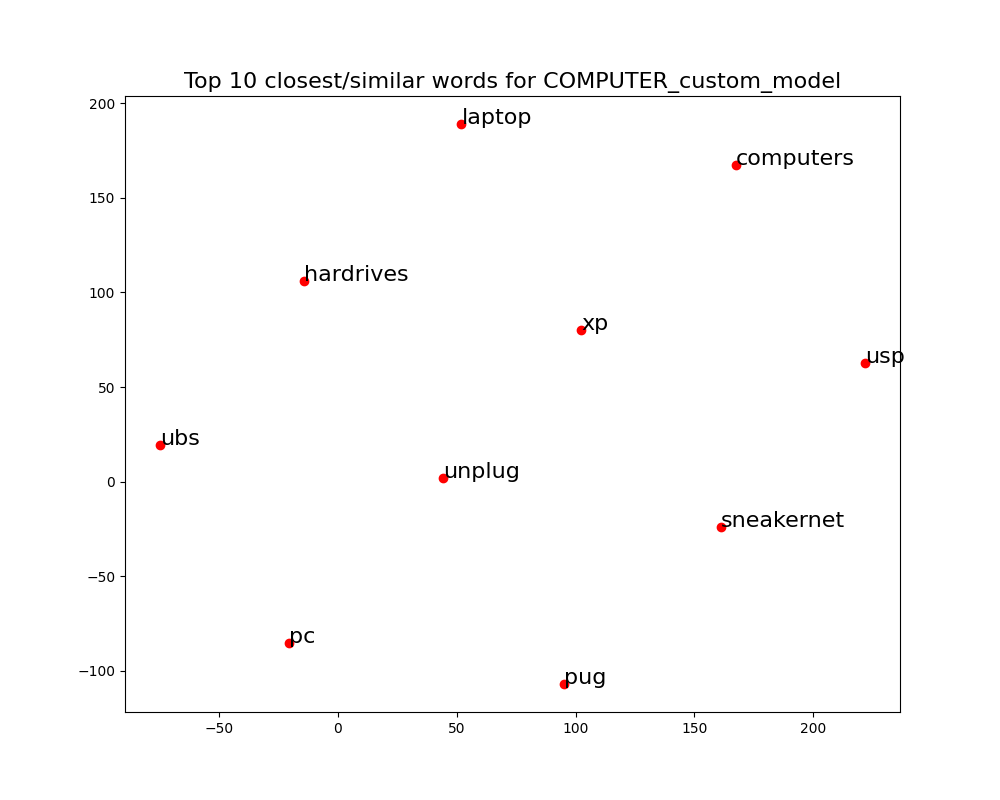 Top 10 closest/similar words for COMPUTER_custom_model
200
laptop
computers
150
hardrives
100
xp
usp
50
ubs
unplug
0
sneakernet
−50
pc
pug
−100
−50 0 50 100 150 200